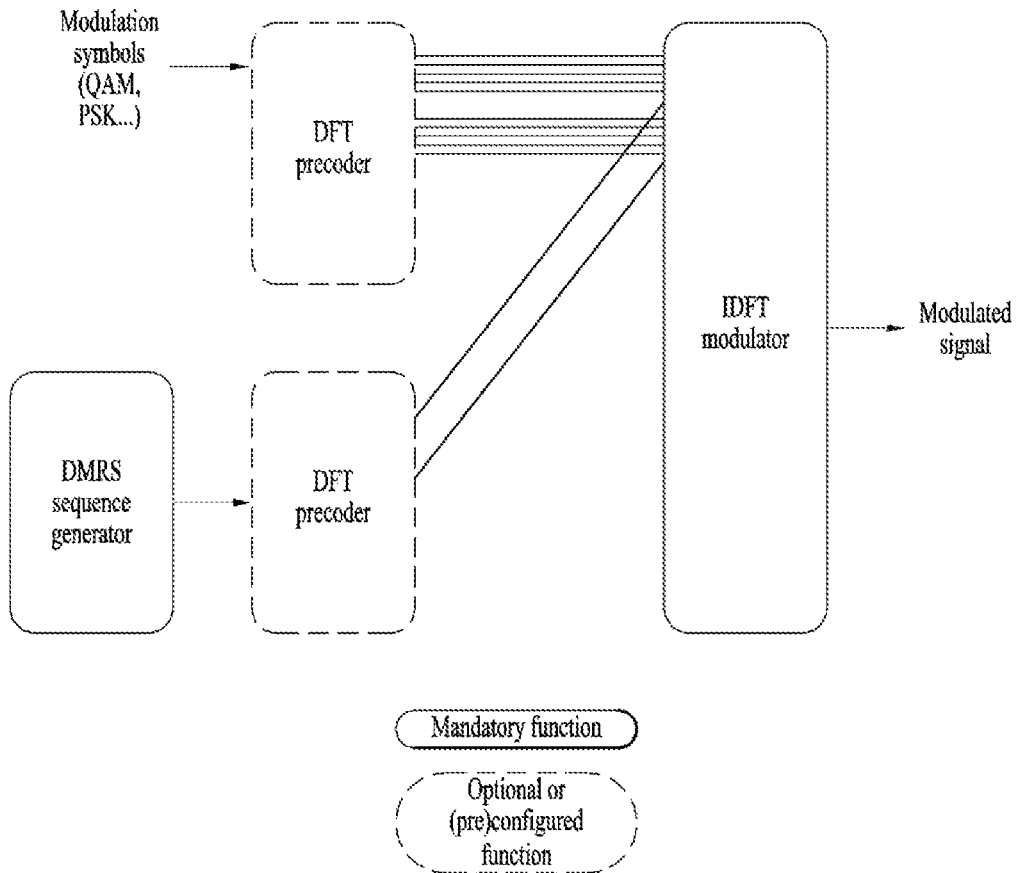 Modulation
symbols
(QAM,
PSK...)
DFT
precoder
IDFT
modulator
Modulated
signal
DMRS
sequence
generator
DFT
precoder
Mandatory function
Optional or
(pre)configured
function